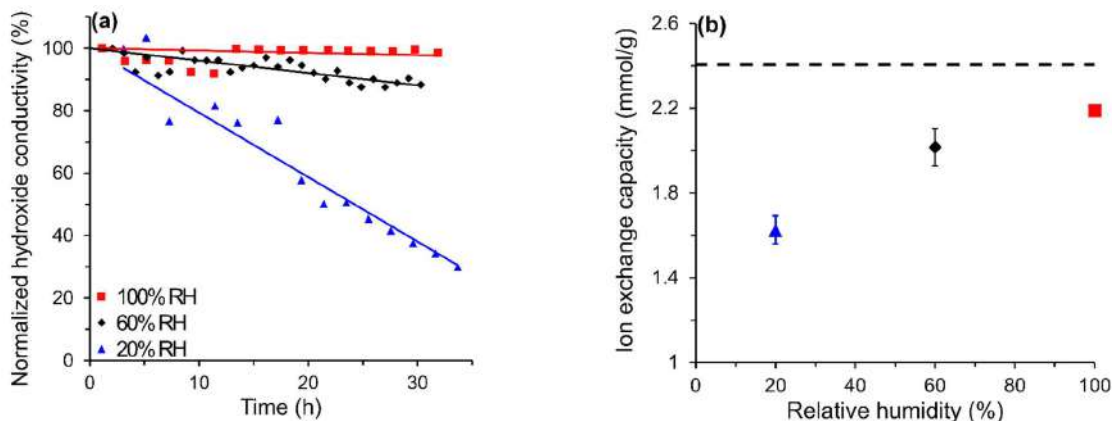 (a)
Normalized hydroxide conductivity (%)
120
100
80
60
40
20
0
100% RH
60% RH
20% RH
0 10 20 30 40
Time (h)
(b)
Ion exchange capacity (mmol/g)
2.6
2.2
1.8
1.4
1
0 20 40 60 80 100
Relative humidity (%)